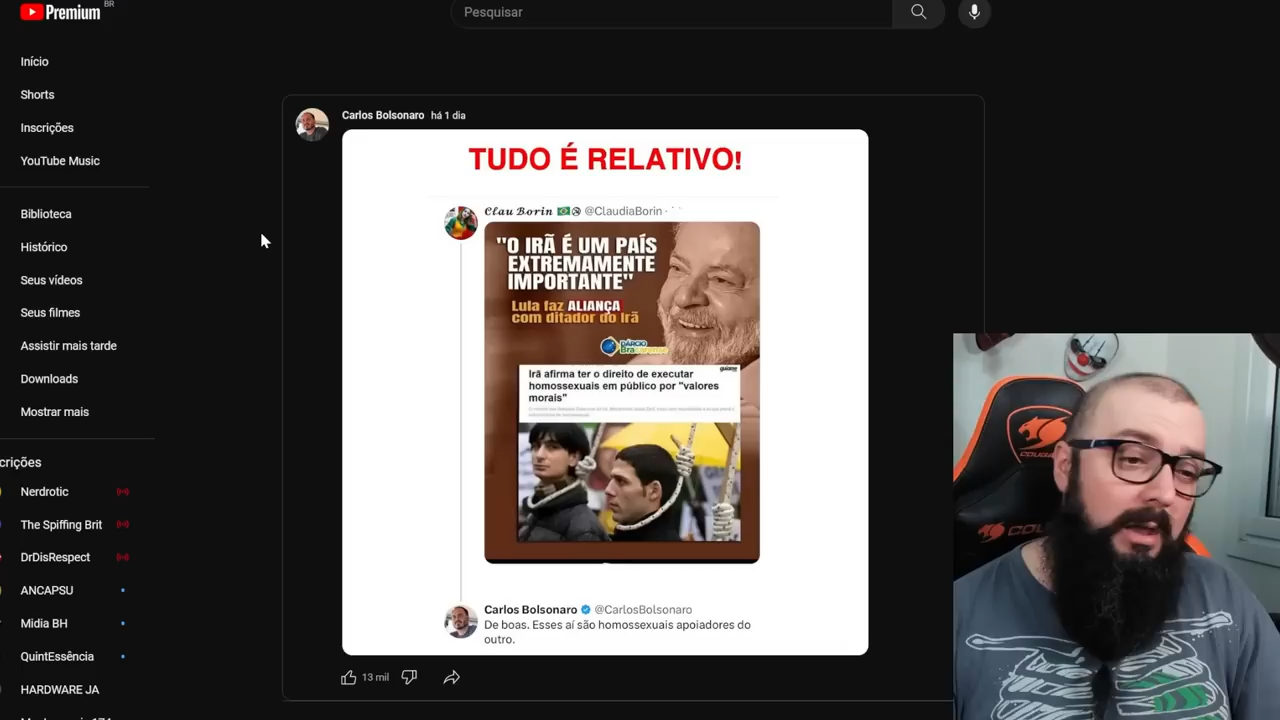 Premium BR
Pesquisar
Início
Shorts
Inscrições
YouTube Music
Biblioteca
Histórico
Seus vídeos
Seus filmes
Assistir mais tarde
Downloads
Mostrar mais
crições
Nerdrotic
The Spiffing Brit
DrDisRespect
ANCAPSU
Midia BH
QuintEssência
HARDWARE JA
Carlos Bolsonaro há 1 dia
TUDO É RELATIVO!
Clau Borin @ClaudiaBorin ·
"O IRÃ É UM PAÍS
EXTREMAMENTE
IMPORTANTE"
Lula faz ALIANÇA
com ditador do Irã
DÁRCIO
Bracarense
guiame
Irã afirma ter o direito de executar
homossexuais em público por "valores
morais"
Carlos Bolsonaro @CarlosBolsonaro
De boas. Esses aí são homossexuais apoiadores do
outro.
13 mil
COUGAR